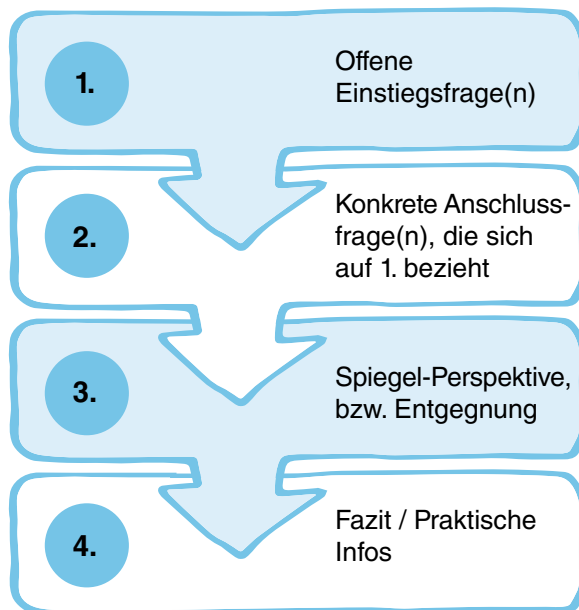 1.
Offene
Einstiegsfrage(n)
2.
Konkrete Anschluss-
frage(n), die sich
auf 1. bezieht
3.
Spiegel-Perspektive,
bzw. Entgegnung
4.
Fazit / Praktische
Infos